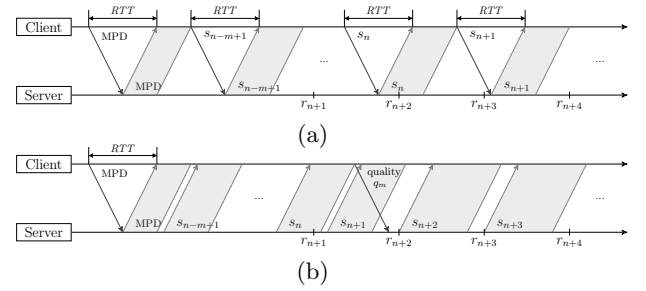 RTT RTT RTT RTT
Client MPD s_{n−m+1} s_n s_{n+1}
...
...
Server MPD s_{n−m+1} s_n s_{n+1}
r_{n+1} r_{n+2} r_{n+3} r_{n+4}
(a)
RTT
Client MPD quality
q_m
...
...
Server MPD s_{n−m+1} s_n s_{n+1} s_{n+2} s_{n+3}
r_{n+1} r_{n+2} r_{n+3} r_{n+4}
(b)